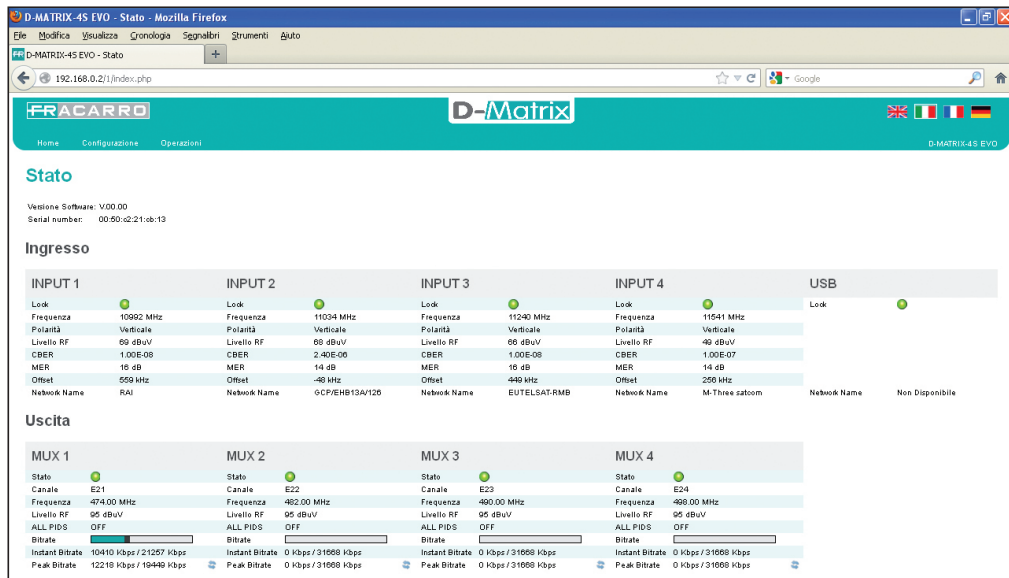 D-MATRIX-4S EVO - Stato - Mozilla Firefox
File Modifica Visualizza Cronologia Segnalibri Strumenti Aiuto
FR D-MATRIX-4S EVO - Stato +
192.168.0.2/1/index.php Google
FRACARRO D-Matrix
Home Configurazione Operazioni D-MATRIX-4S EVO
Stato
Versione Software: V.00.00
Serial number: 00:50:c2:21:cb:13
Ingresso
INPUT 1 INPUT 2 INPUT 3 INPUT 4 USB
Lock Lock Lock Lock Lock
Frequenza 10992 MHz Frequenza 11034 MHz Frequenza 11240 MHz Frequenza 11541 MHz
Polarità Verticale Polarità Verticale Polarità Verticale Polarità Verticale
Livello RF 69 dBuV Livello RF 68 dBuV Livello RF 66 dBuV Livello RF 49 dBuV
CBER 1.00E-08 CBER 2.40E-06 CBER 1.00E-08 CBER 1.00E-07
MER 16 dB MER 14 dB MER 16 dB MER 14 dB
Offset 559 kHz Offset -48 kHz Offset 449 kHz Offset 256 kHz
Network Name RAI Network Name GCP/EHB13A/126 Network Name EUTELSAT-RMB Network Name M-Three satcom Network Name Non Disponibile
Uscita
MUX 1 MUX 2 MUX 3 MUX 4
Stato Stato Stato Stato
Canale E21 Canale E22 Canale E23 Canale E24
Frequenza 474.00 MHz Frequenza 482.00 MHz Frequenza 490.00 MHz Frequenza 498.00 MHz
Livello RF 95 dBuV Livello RF 95 dBuV Livello RF 95 dBuV Livello RF 95 dBuV
ALL PIDS OFF ALL PIDS OFF ALL PIDS OFF ALL PIDS OFF
Bitrate Bitrate Bitrate Bitrate
Instant Bitrate 10410 Kbps / 21257 Kbps Instant Bitrate 0 Kbps / 31668 Kbps Instant Bitrate 0 Kbps / 31668 Kbps Instant Bitrate 0 Kbps / 31668 Kbps
Peak Bitrate 12218 Kbps / 19449 Kbps Peak Bitrate 0 Kbps / 31668 Kbps Peak Bitrate 0 Kbps / 31668 Kbps Peak Bitrate 0 Kbps / 31668 Kbps